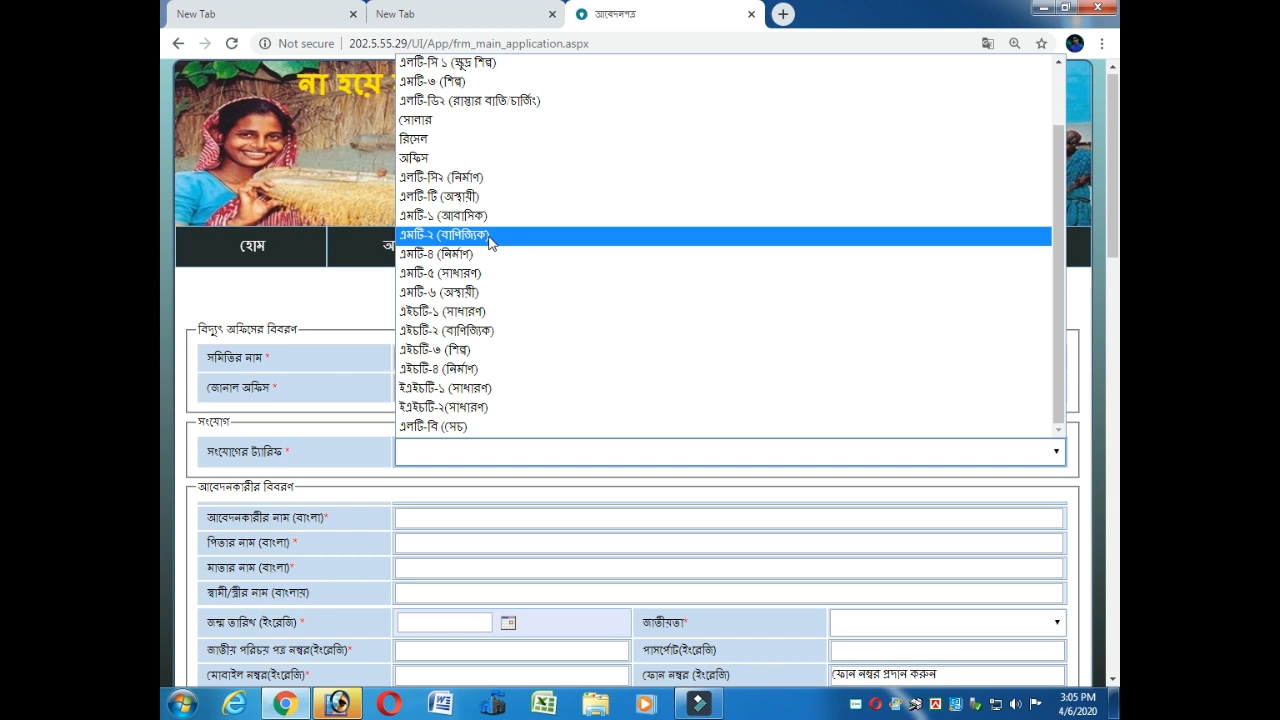 New Tab
New Tab
আবেদনপত্র
Not secure | 202.5.55.29/UI/App/frm_main_application.aspx
না হয়ে
হোম
এলটি-সি ১ (ক্ষুদ্র শিল্প)
এমটি-৩ (শিল্প)
এলটি-ডি২ (রাস্তার বাতি/চার্জিং)
সোলার
রিসেল
অফিস
এলটি-সি২ (নির্মাণ)
এলটি-টি (অস্থায়ী)
এমটি-১ (আবাসিক)
এমটি-২ (বাণিজ্যিক)
এমটি-৪ (নির্মাণ)
এমটি-৫ (সাধারণ)
এমটি-৬ (অস্থায়ী)
এইচটি-১ (সাধারণ)
এইচটি-২ (বাণিজ্যিক)
এইচটি-৩ (শিল্প)
এইচটি-৪ (নির্মাণ)
ইএইচটি-১ (সাধারণ)
ইএইচটি-২(সাধারণ)
এলটি-বি (সেচ)
বিদ্যুৎ অফিসের বিবরণ
সমিতির নাম *
জোনাল অফিস *
সংযোগ
সংযোগের ট্যারিফ *
আবেদনকারীর বিবরণ
আবেদনকারীর নাম (বাংলা)*
পিতার নাম (বাংলা) *
মাতার নাম (বাংলা)*
স্বামী/স্ত্রীর নাম (বাংলায়)
জন্ম তারিখ (ইংরেজি) * জাতীয়তা*
জাতীয় পরিচয় পত্র নম্বর(ইংরেজি)* পাসপোর্ট(ইংরেজি)
মোবাইল নম্বর(ইংরেজি)* ফোন নম্বর (ইংরেজি) ফোন নম্বর প্রদান করুন
3:05 PM
4/6/2020